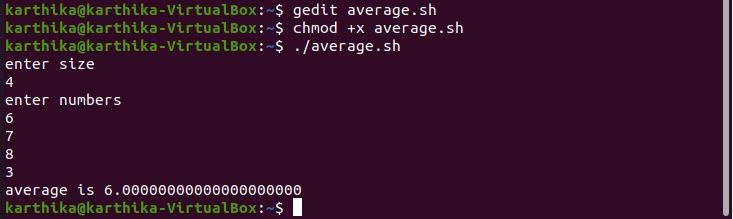 karthika@karthika-VirtualBox:~$ gedit average.sh
karthika@karthika-VirtualBox:~$ chmod +x average.sh
karthika@karthika-VirtualBox:~$ ./average.sh
enter size
4
enter numbers
6
7
8
3
average is 6.00000000000000000000
karthika@karthika-VirtualBox:~$